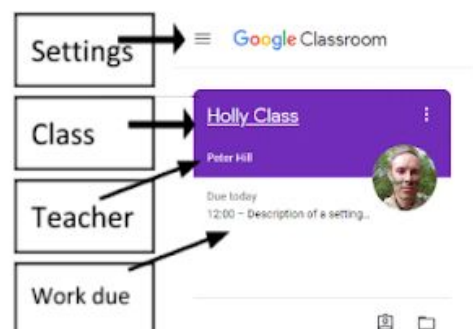 Settings
Google Classroom
Class
Holly Class
Peter Hill
Teacher
Due today
12:00 – Description of a setting...
Work due